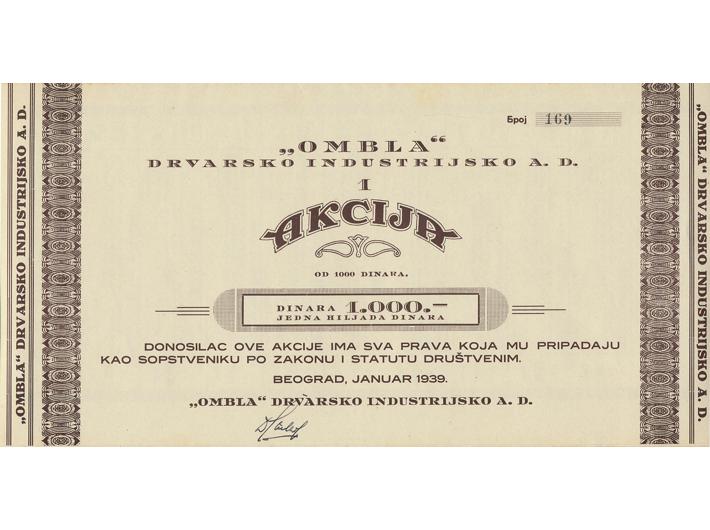 Број 169
„OMBLA“
DRVARSKO INDUSTRIJSKO A. D.
1
AKCIJA
OD 1000 DINARA.
DINARA 1.000.—
JEDNA HILJADA DINARA
DONOSILAC OVE AKCIJE IMA SVA PRAVA KOJA MU PRIPADAJU
KAO SOPSTVENIKU PO ZAKONU I STATUTU DRUŠTVENIM.
BEOGRAD, JANUAR 1939.
„OMBLA“ DRVARSKO INDUSTRIJSKO A. D.
„OMBLA“ DRVARSKO INDUSTRIJSKO A. D.
„OMBLA“ DRVARSKO INDUSTRIJSKO A. D.